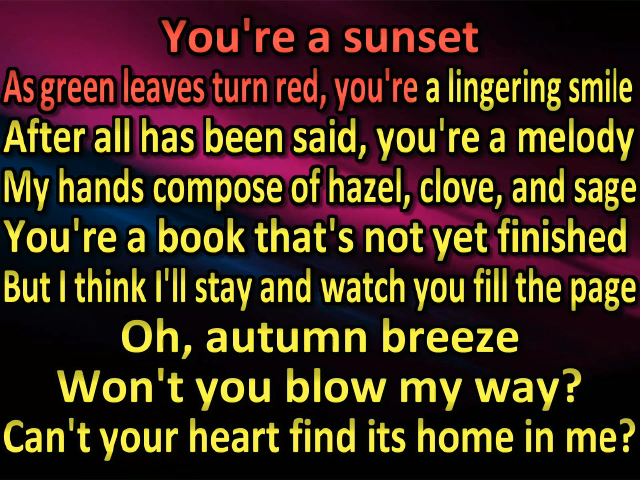 You're a sunset
As green leaves turn red, you're a lingering smile
After all has been said, you're a melody
My hands compose of hazel, clove, and sage
You're a book that's not yet finished
But I think I'll stay and watch you fill the page
Oh, autumn breeze
Won't you blow my way?
Can't your heart find its home in me?